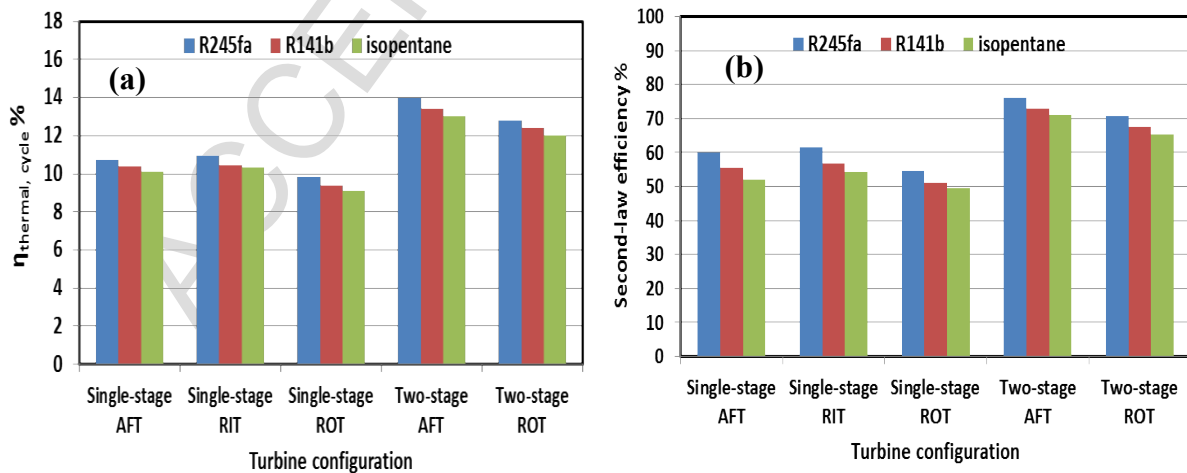 18
16
14
12
10
8
6
4
2
0
R245fa R141b isopentane
(a)
ηthermal, cycle %
Single-stage AFT
Single-stage RIT
Single-stage ROT
Two-stage AFT
Two-stage ROT
Turbine configuration
100
90
80
70
60
50
40
30
20
10
0
R245fa R141b isopentane
(b)
Second-law efficiency %
Single-stage AFT
Single-stage RIT
Single-stage ROT
Two-stage AFT
Two-stage ROT
Turbine configuration